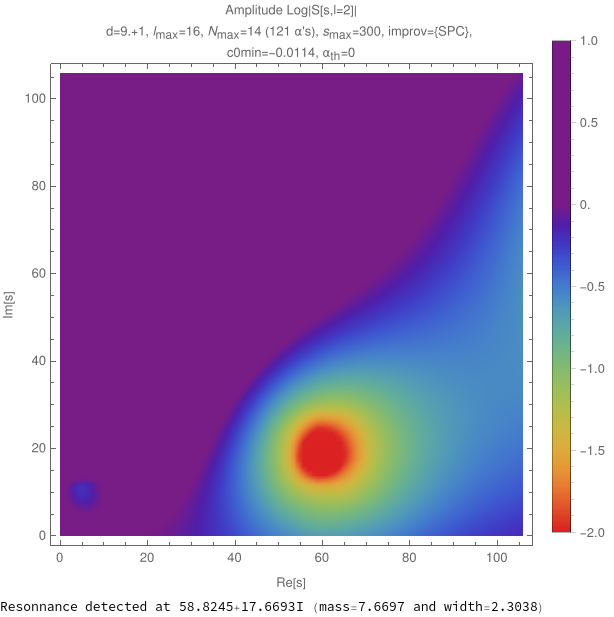 Amplitude Log|S[s,l=2]|
d=9.+1, lmax=16, Nmax=14 (121 α's), smax=300, improv={SPC},
c0min=−0.0114, αth=0
1.0
100
0.5
80
0.
60
−0.5
Im[s]
40
−1.0
20
−1.5
0
−2.0
0 20 40 60 80 100
Re[s]
Resonnance detected at 58.8245+17.6693I (mass=7.6697 and width=2.3038)